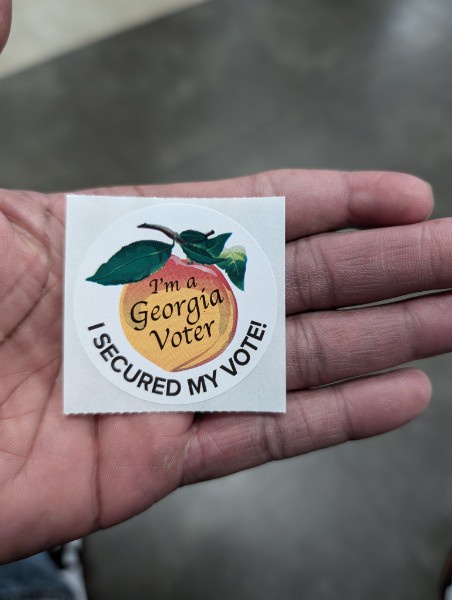 I'm a
Georgia
Voter
I SECURED MY VOTE!